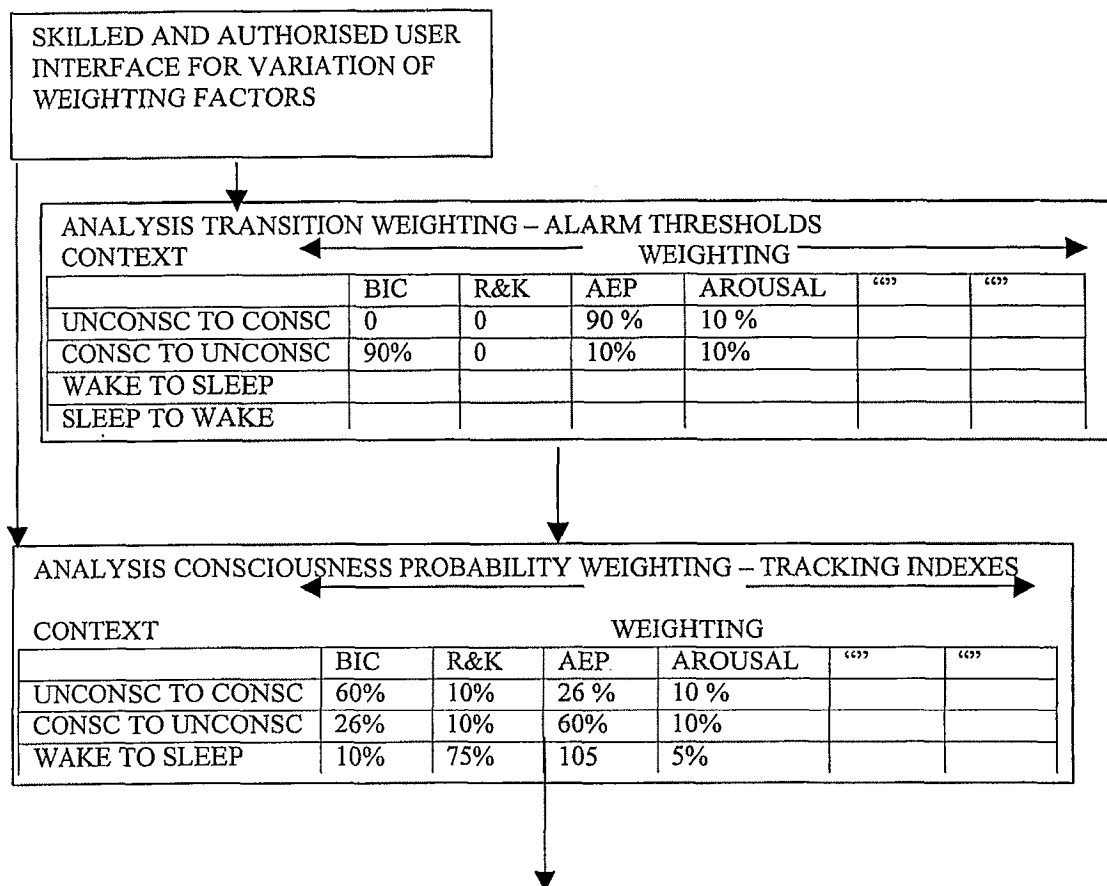 SKILLED AND AUTHORISED USER
INTERFACE FOR VARIATION OF
WEIGHTING FACTORS
ANALYSIS TRANSITION WEIGHTING – ALARM THRESHOLDS
CONTEXT WEIGHTING
BIC R&K AEP AROUSAL “” “”
UNCONSC TO CONSC 0 0 90 % 10 %
CONSC TO UNCONSC 90% 0 10% 10%
WAKE TO SLEEP
SLEEP TO WAKE
ANALYSIS CONSCIOUSNESS PROBABILITY WEIGHTING – TRACKING INDEXES
CONTEXT WEIGHTING
BIC R&K AEP AROUSAL “” “”
UNCONSC TO CONSC 60% 10% 26 % 10 %
CONSC TO UNCONSC 26% 10% 60% 10%
WAKE TO SLEEP 10% 75% 105 5%